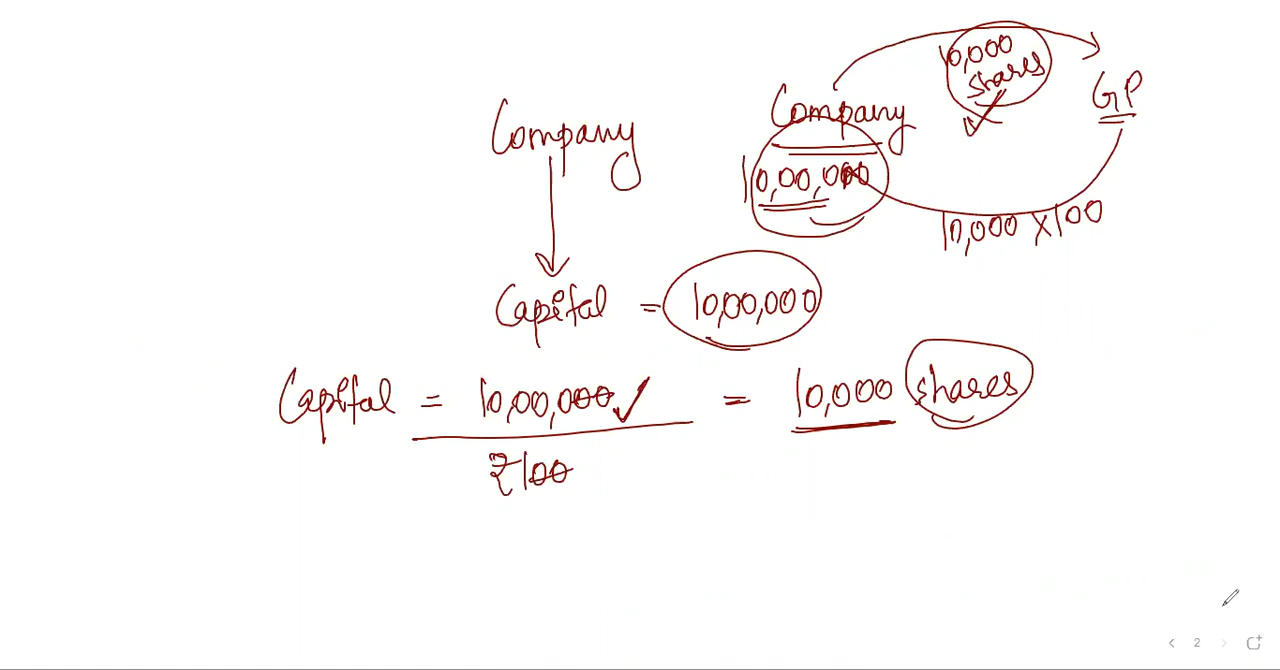 10,000
shares
GP
Company
Company
10,00,000
10,000 x 100
Capital = 10,00,000
Capital = 10,00,000 = 10,000 shares
₹100
2